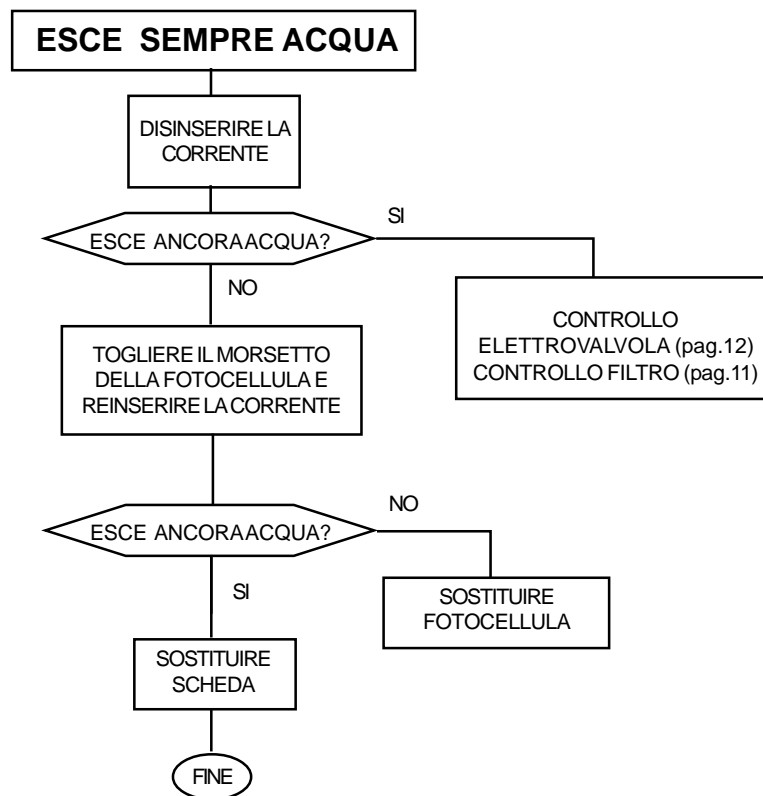 ESCE SEMPRE ACQUA
DISINSERIRE LA
CORRENTE
ESCE ANCORA ACQUA?
SI
NO
CONTROLLO
ELETTROVALVOLA (pag.12)
CONTROLLO FILTRO (pag.11)
TOGLIERE IL MORSETTO
DELLA FOTOCELLULA E
REINSERIRE LA CORRENTE
ESCE ANCORA ACQUA?
NO
SI
SOSTITUIRE
FOTOCELLULA
SOSTITUIRE
SCHEDA
FINE